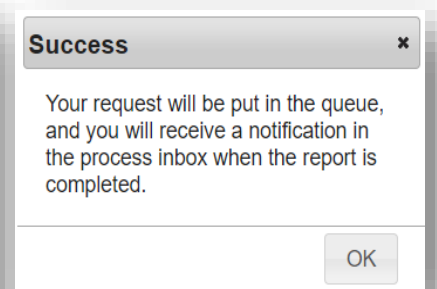 Success ×
Your request will be put in the queue,
and you will receive a notification in
the process inbox when the report is
completed.
OK